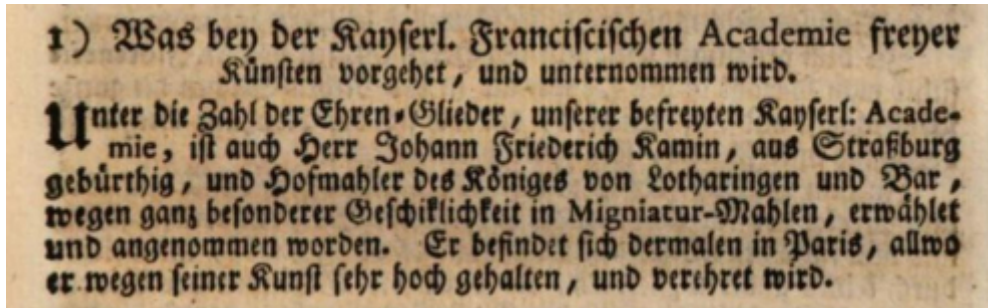 1) Was bey der Kayserl. Franciscischen Academie freyer
Künsten vorgehet, und unternommen wird.
Unter die Zahl der Ehren-Glieder, unserer befreyten Kayserl: Acade-
mie, ist auch Herr Johann Friederich Kamin, aus Straßburg
gebürthig, und Hofmahler des Königes von Lotharingen und Bar,
wegen ganz besonderer Geschiklichkeit in Migniatur-Mahlen, erwählet
und angenommen worden. Er befindet sich dermalen in Paris, allwo
er wegen seiner Kunst sehr hoch gehalten, und verehret wird.